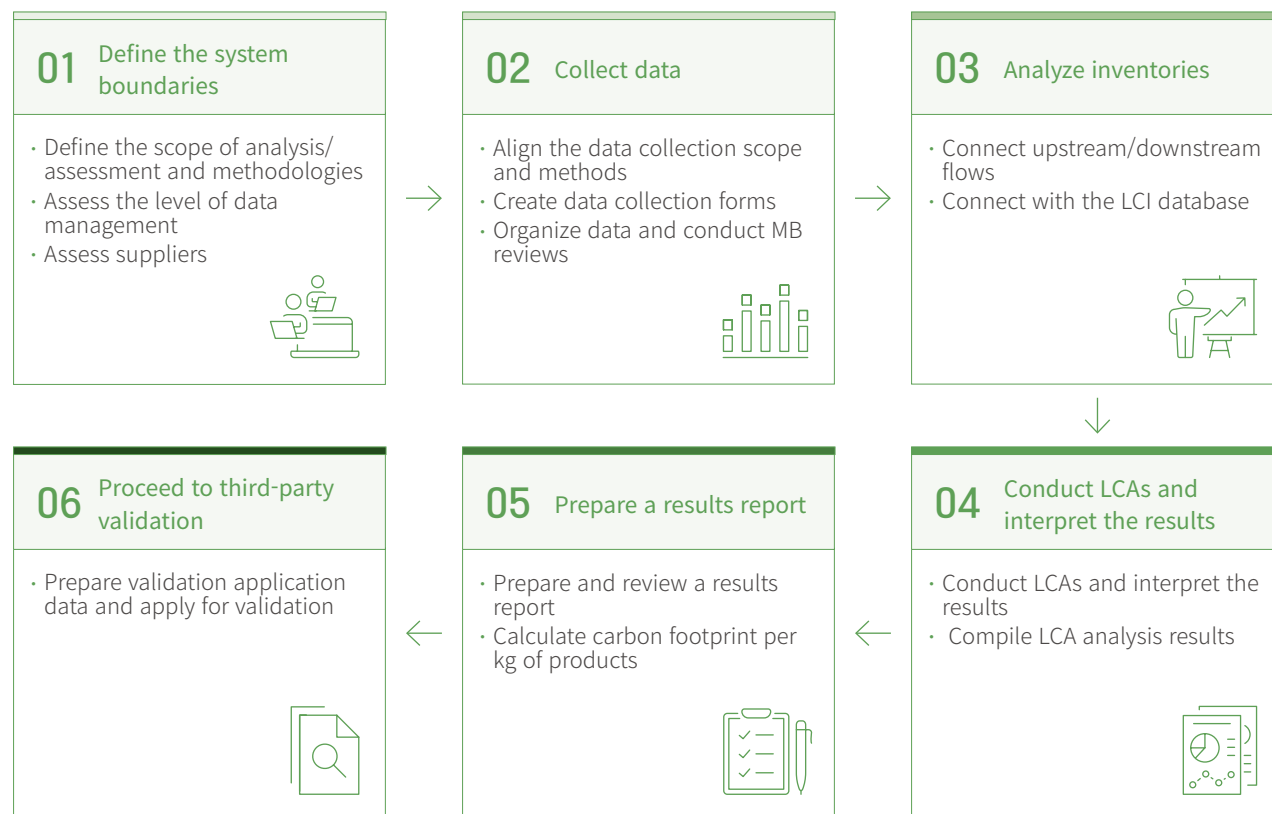 01 Define the system
boundaries
· Define the scope of analysis/
assessment and methodologies
· Assess the level of data
management
· Assess suppliers
02 Collect data
· Align the data collection scope
and methods
· Create data collection forms
· Organize data and conduct MB
reviews
03 Analyze inventories
· Connect upstream/downstream
flows
· Connect with the LCI database
04 Conduct LCAs and
interpret the results
· Conduct LCAs and interpret the
results
· Compile LCA analysis results
05 Prepare a results report
· Prepare and review a results
report
· Calculate carbon footprint per
kg of products
06 Proceed to third-party
validation
· Prepare validation application
data and apply for validation